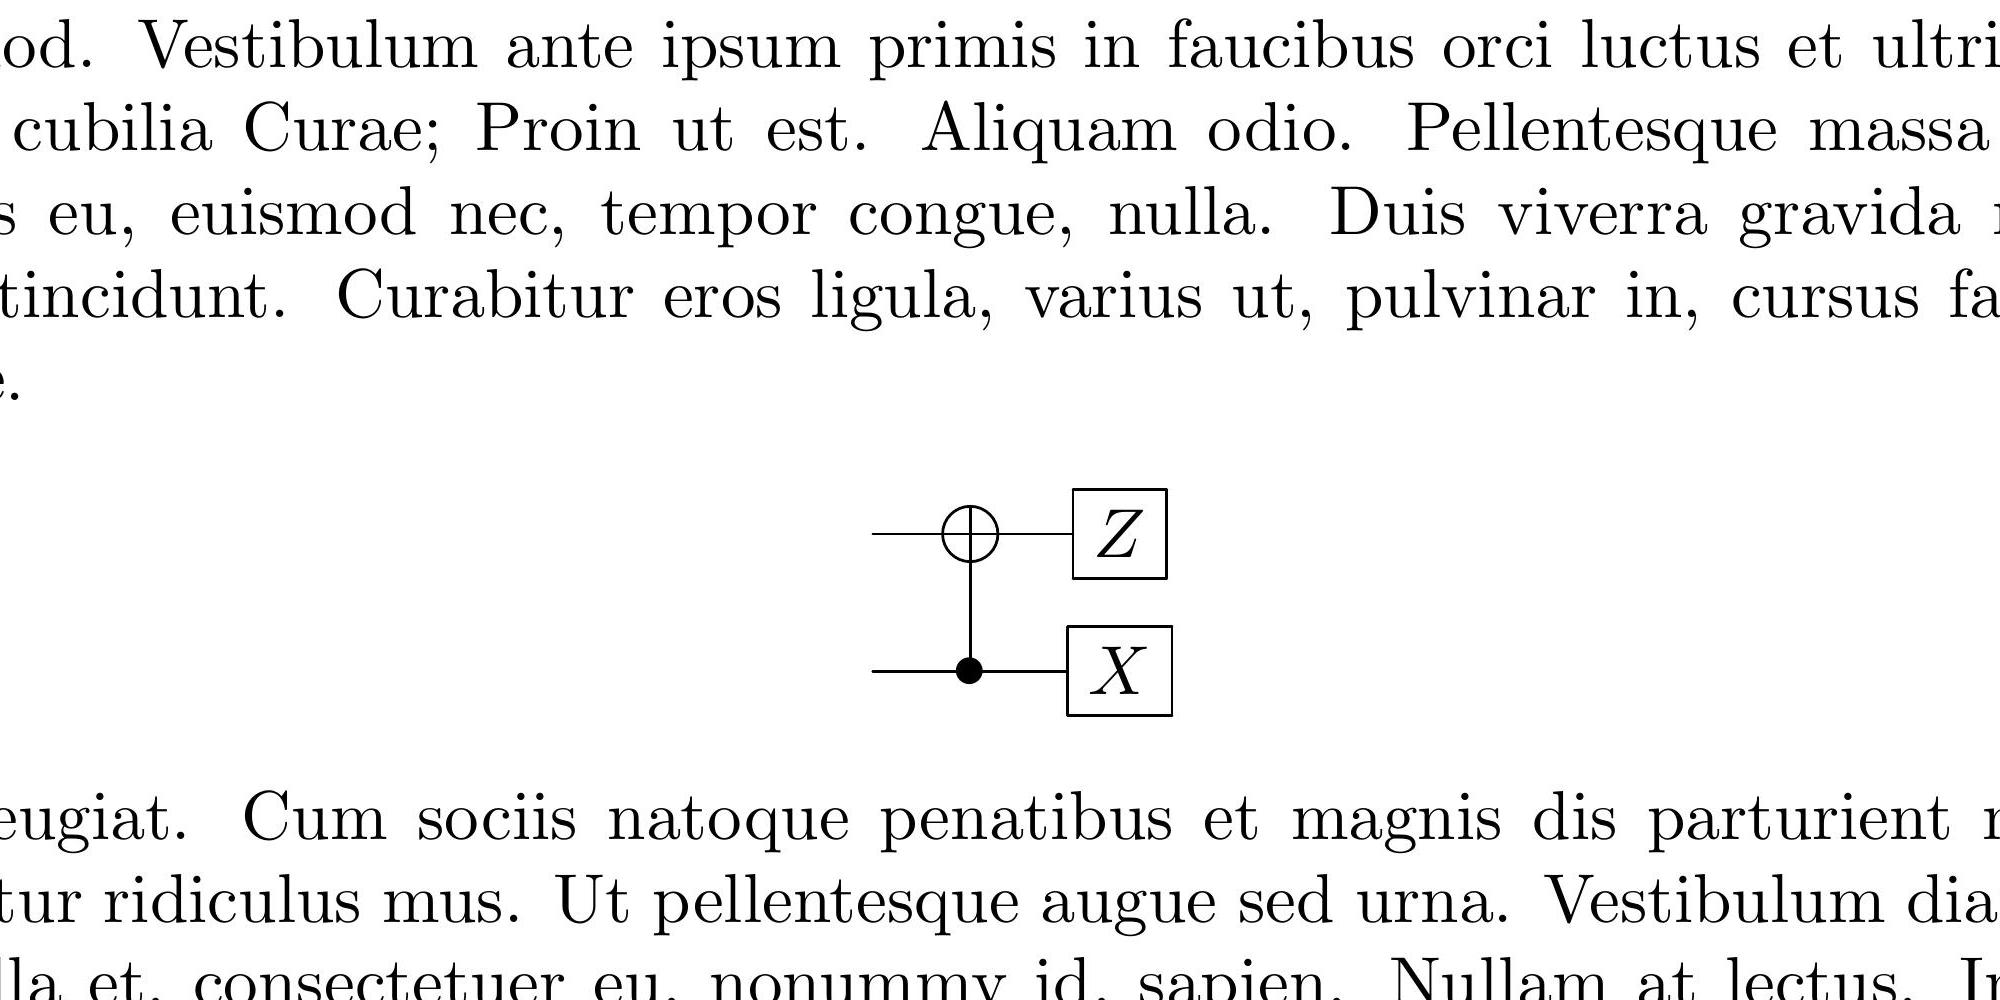 od. Vestibulum ante ipsum primis in faucibus orci luctus et ultri
cubilia Curae; Proin ut est. Aliquam odio. Pellentesque massa
s eu, euismod nec, tempor congue, nulla. Duis viverra gravida
tincidunt. Curabitur eros ligula, varius ut, pulvinar in, cursus fa
e.
Z
X
eugiat. Cum sociis natoque penatibus et magnis dis parturient
tur ridiculus mus. Ut pellentesque augue sed urna. Vestibulum dia
lla et, consectetuer eu, nonummy id, sapien. Nullam at lectus. In